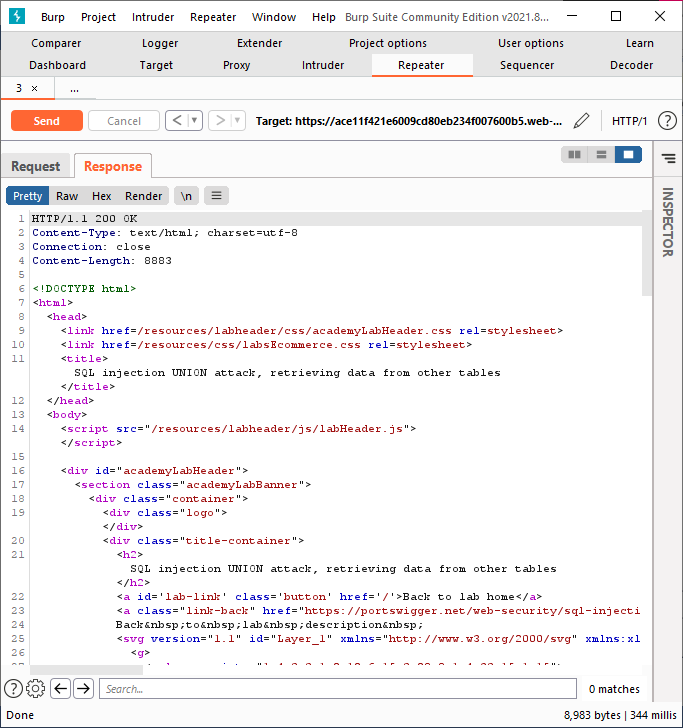 Burp Project Intruder Repeater Window Help Burp Suite Community Edition v2021.8...
Comparer Logger Extender Project options User options Learn
Dashboard Target Proxy Intruder Repeater Sequencer Decoder
3 × ...
Send Cancel < > Target: https://ace11f421e6009cd80eb234f007600b5.web-... HTTP/1 ?
Request Response
INSPECTOR
Pretty Raw Hex Render \n
1 HTTP/1.1 200 OK
2 Content-Type: text/html; charset=utf-8
3 Connection: close
4 Content-Length: 8883
5
6 <!DOCTYPE html>
7 <html>
8 <head>
9 <link href=/resources/labheader/css/academyLabHeader.css rel=stylesheet>
10 <link href=/resources/css/labsEcommerce.css rel=stylesheet>
11 <title>
SQL injection UNION attack, retrieving data from other tables
</title>
12 </head>
13 <body>
14 <script src="/resources/labheader/js/labHeader.js">
</script>
15
16 <div id="academyLabHeader">
17 <section class="academyLabBanner">
18 <div class="container">
19 <div class="logo">
</div>
20 <div class="title-container">
21 <h2>
SQL injection UNION attack, retrieving data from other tables
</h2>
22 <a id='lab-link' class='button' href='/'>Back to lab home</a>
23 <a class="link-back" href="https://portswigger.net/web-security/sql-injecti
24 Back&nbsp;to&nbsp;lab&nbsp;description&nbsp;
25 <svg version="1.1" id="Layer_1" xmlns="http://www.w3.org/2000/svg" xmlns:xl
26 <g>
? Search... 0 matches
Done 8,983 bytes | 344 millis